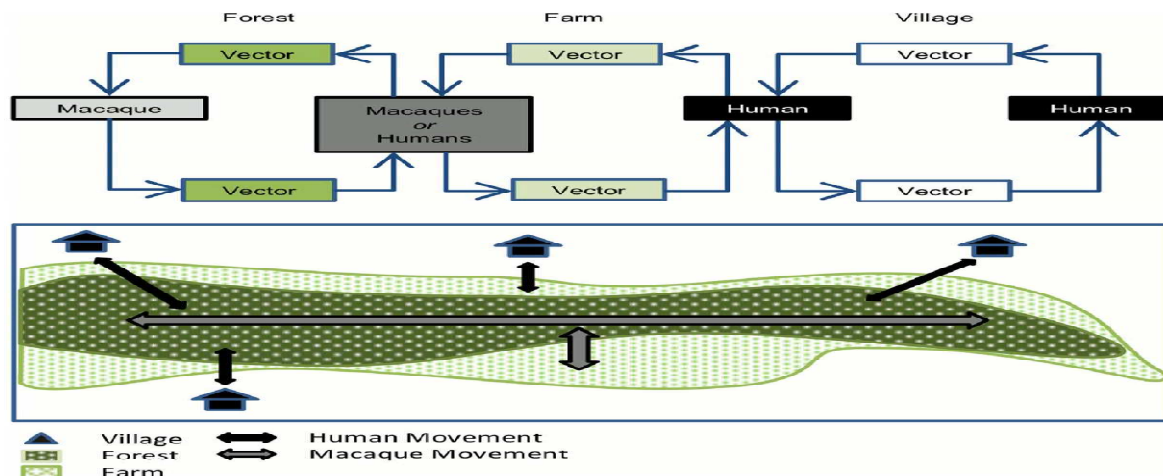 Forest Farm Village
Vector Vector Vector
Macaque Macaques Human Human
or
Humans
Vector Vector Vector
Village Human Movement
Forest Macaque Movement
Farm